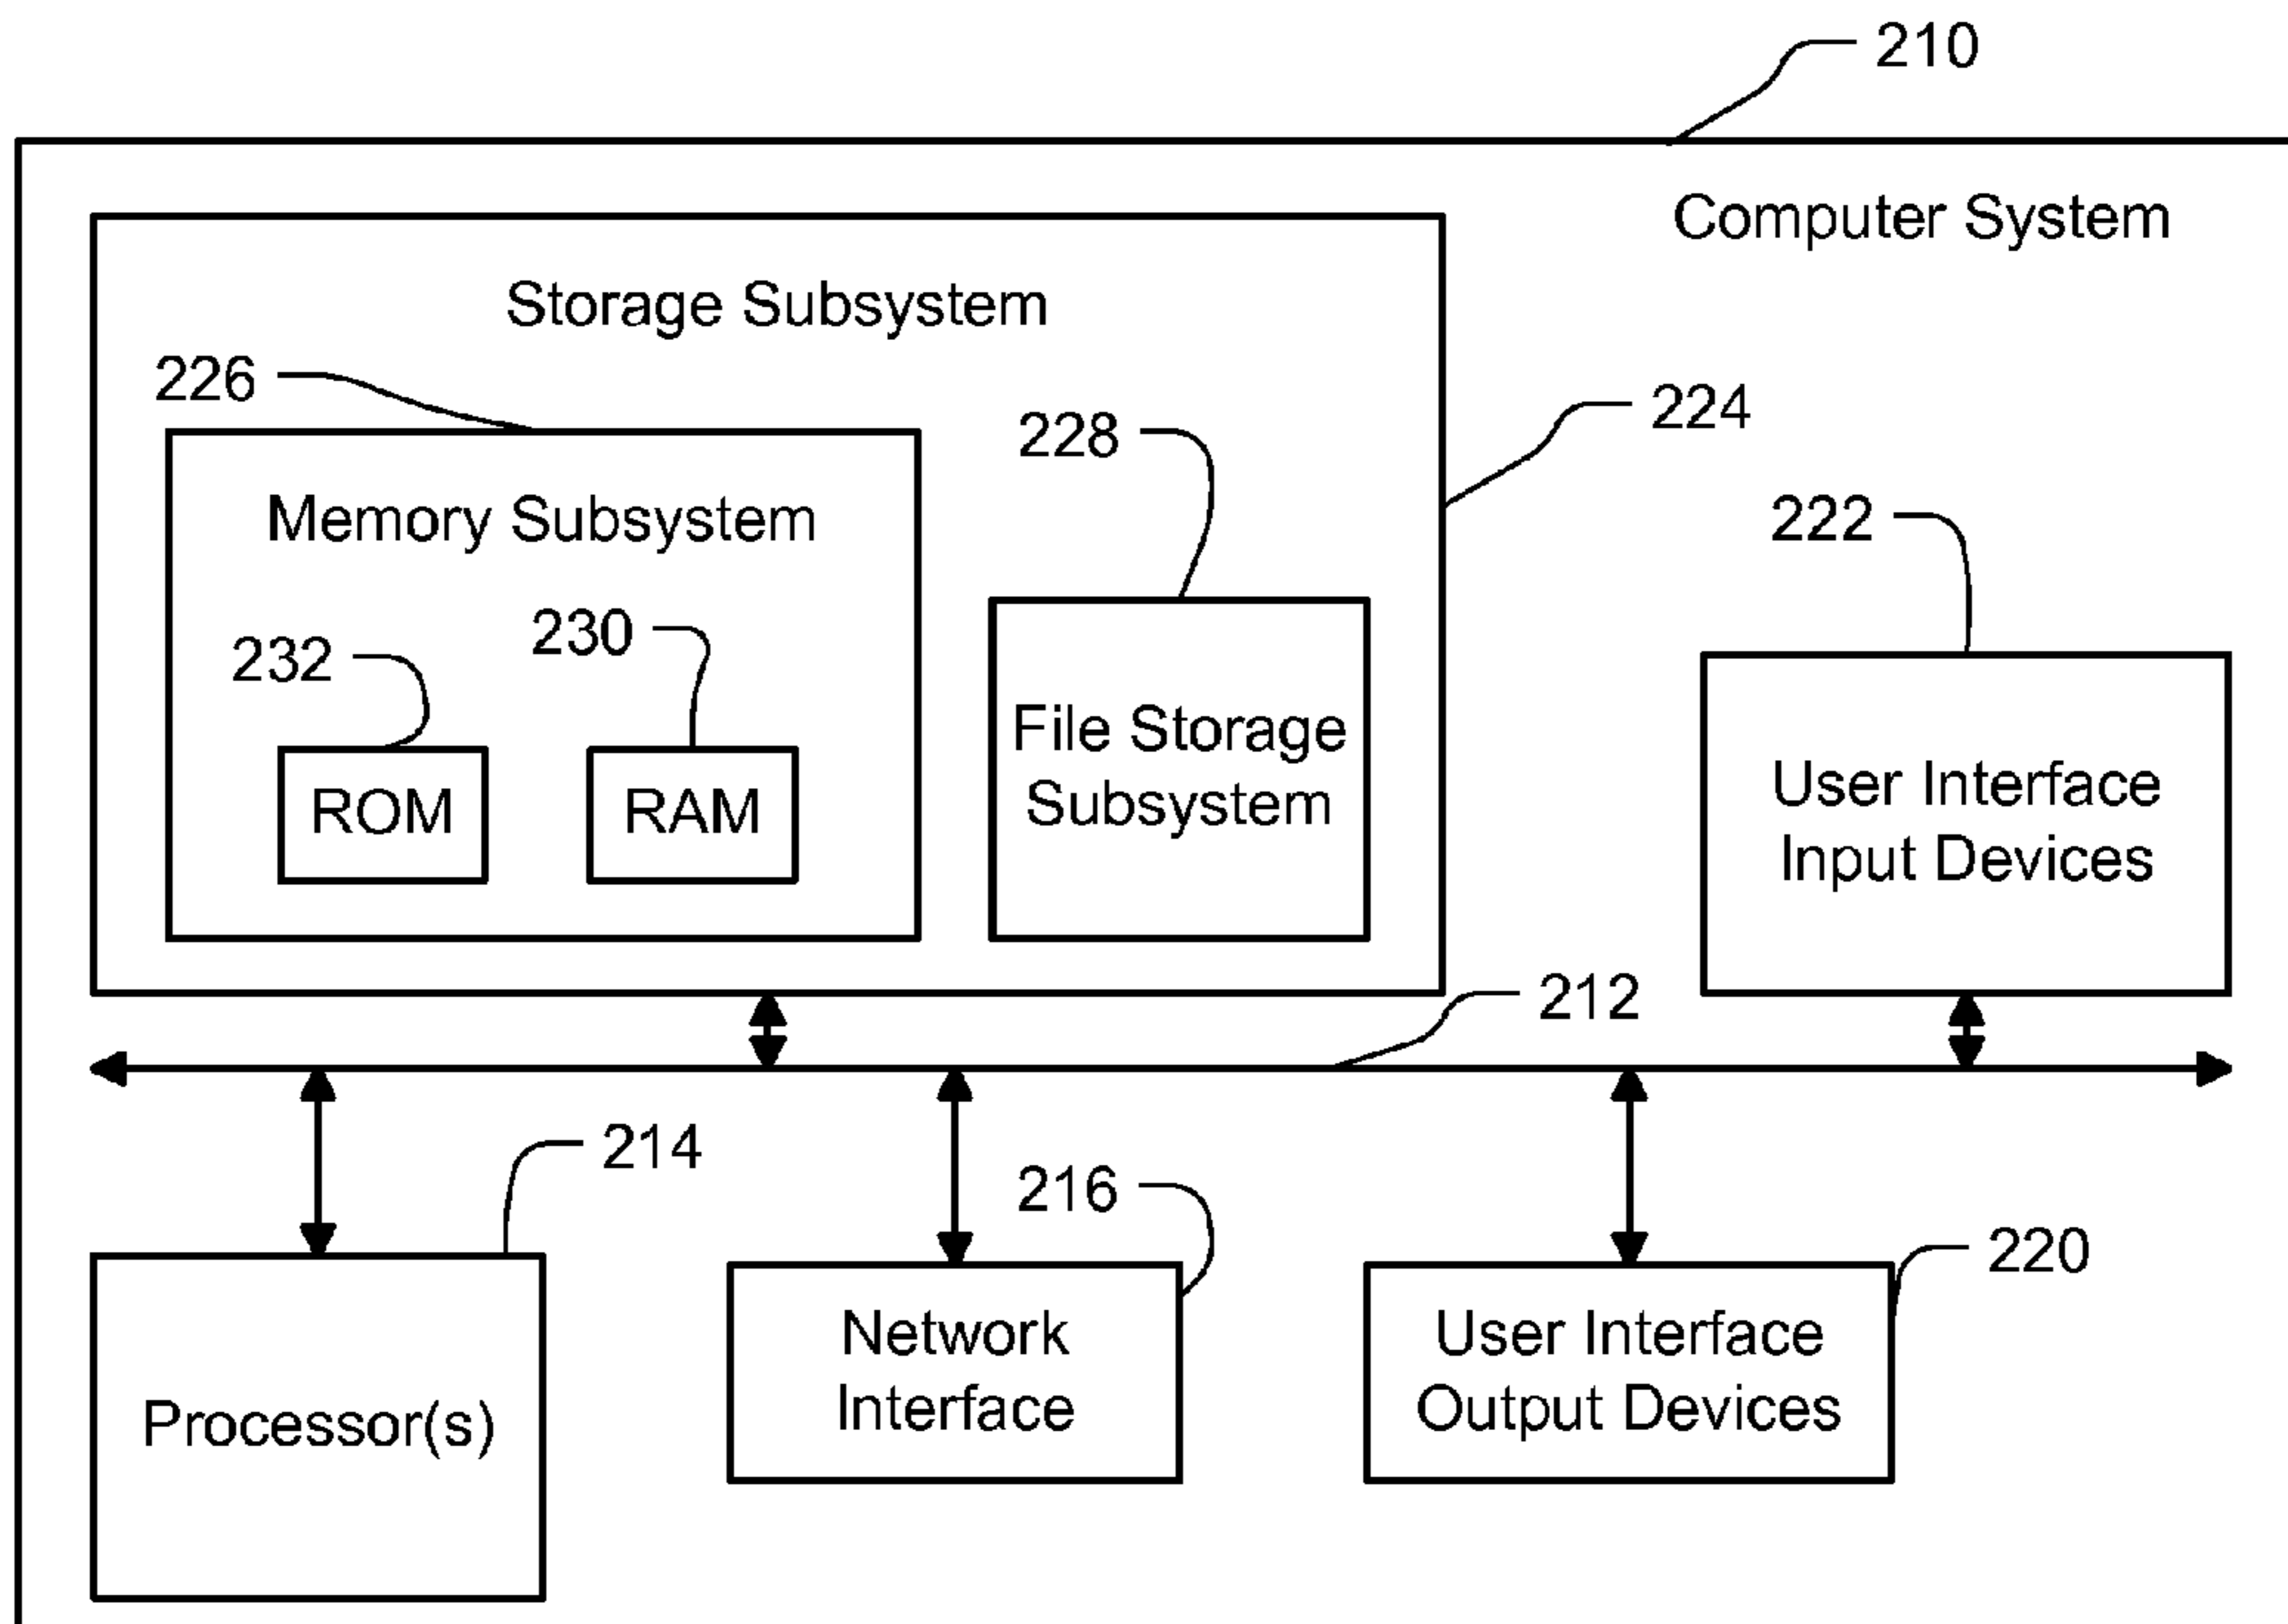 210
Computer System
Storage Subsystem
226
224
228
Memory Subsystem
222
232
230
ROM
RAM
File Storage
Subsystem
User Interface
Input Devices
212
214
216
220
Processor(s)
Network
Interface
User Interface
Output Devices